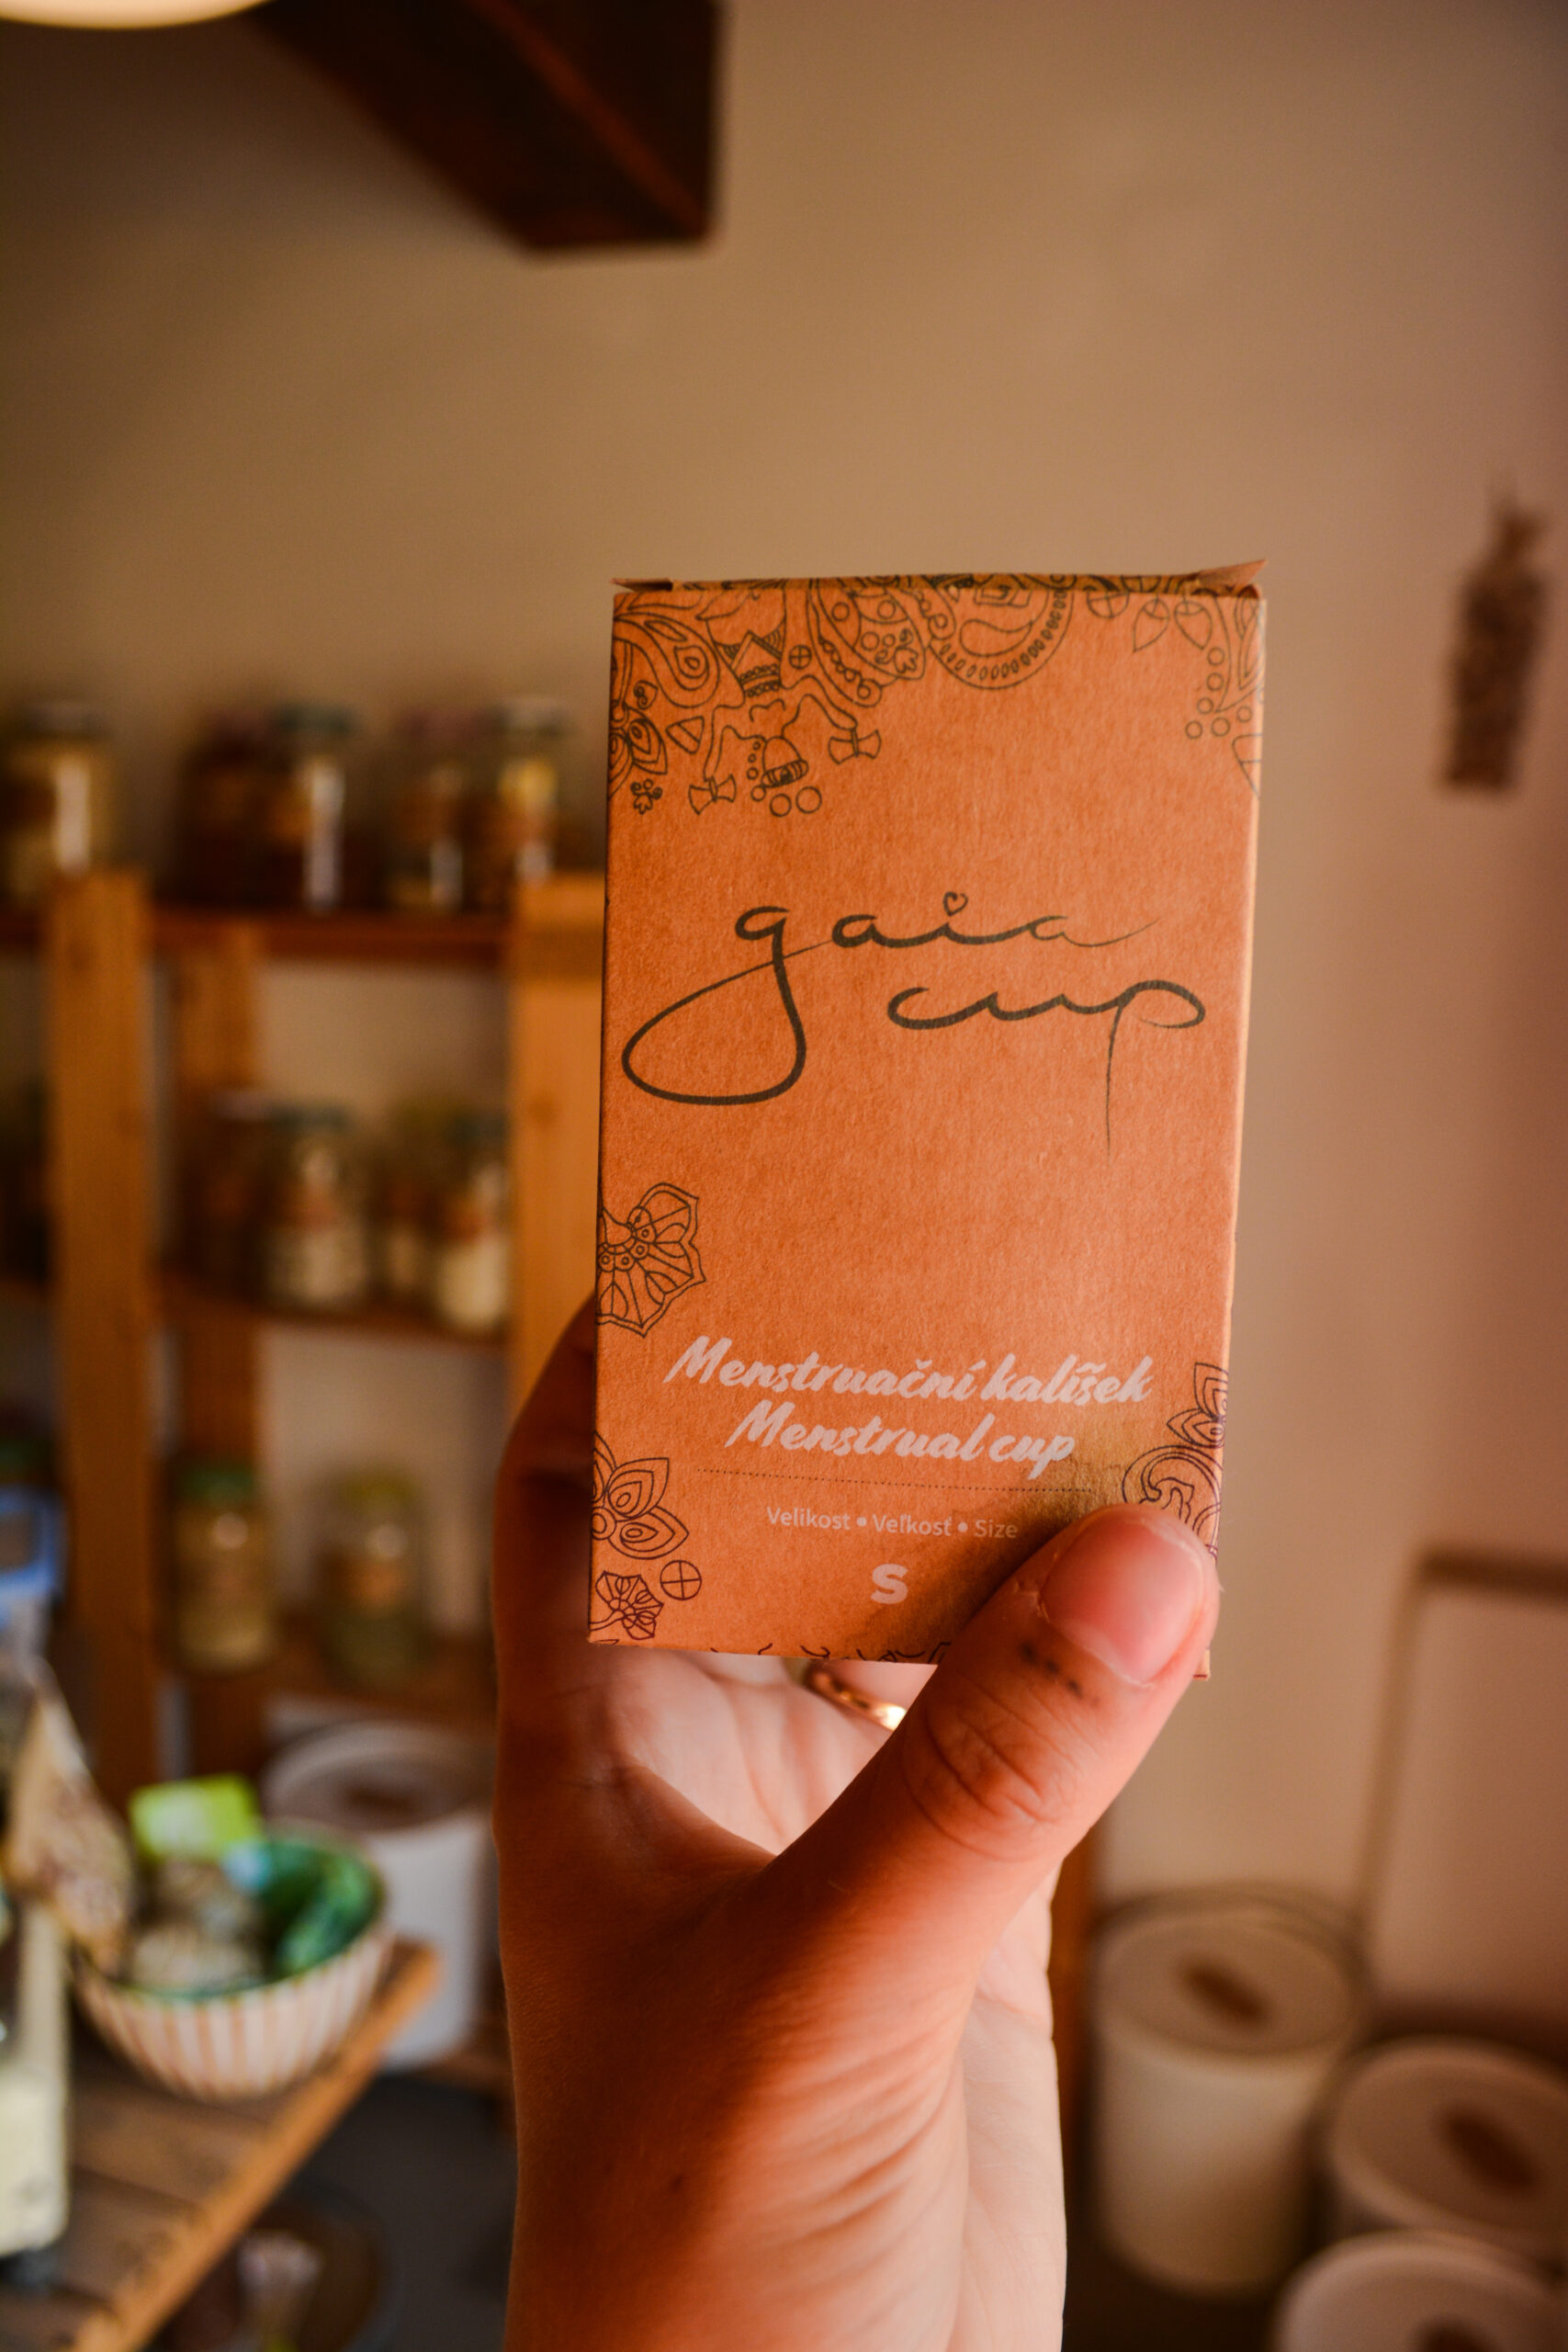 gaia
cup
Menstruační kalíšek
Menstrual cup
Velikost • Veľkosť • Size
S